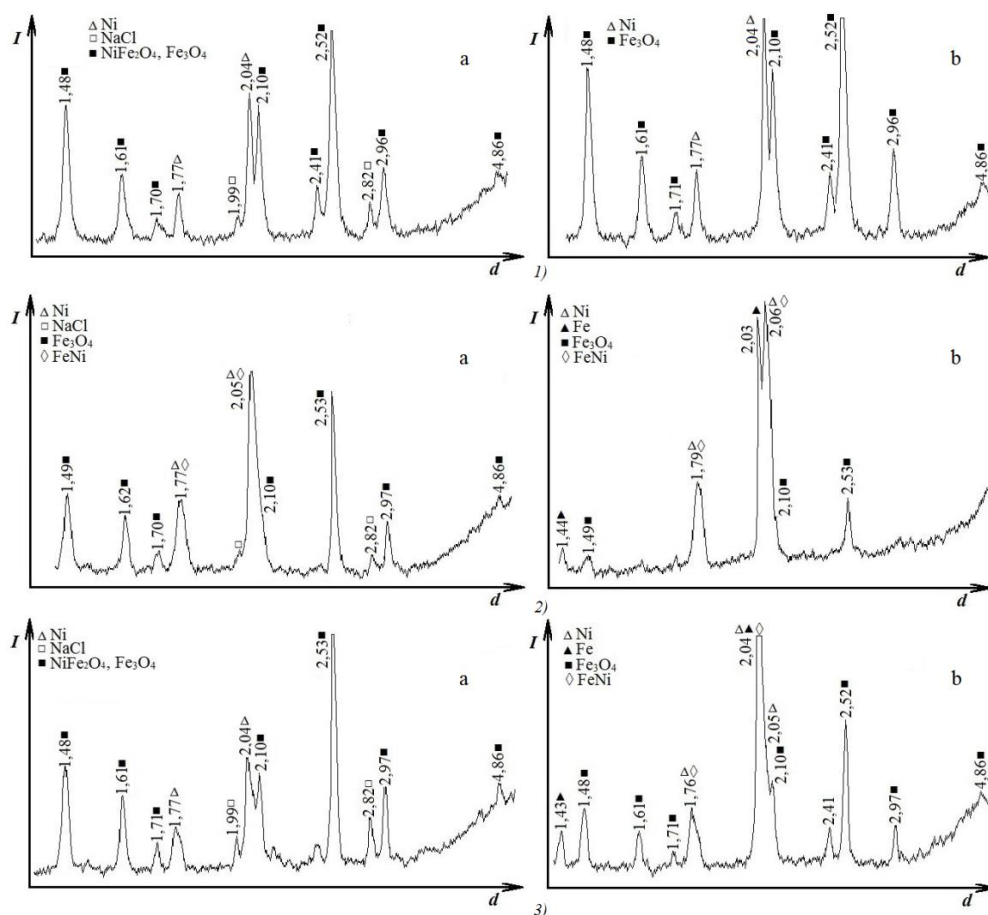 I
△ Ni
□ NaCl
■ NiFe₂O₄, Fe₃O₄
a
1,48■
1,61■
1,70■
1,77△
1,99□
2,04△
2,10■
2,41■
2,52■
2,82□
2,96■
4,86■
d
1)
△ Ni
■ Fe₃O₄
b
1,48■
1,61■
1,71■
1,77△
2,04△
2,10■
2,41■
2,52■
2,96■
4,86■
d
I
△ Ni
□ NaCl
■ Fe₃O₄
◊ FeNi
a
1,49■
1,62■
1,70■
1,77△◊
□
2,05△◊
2,10■
2,53■
2,82□
2,97■
4,86■
d
2)
I
△ Ni
▲ Fe
■ Fe₃O₄
◊ FeNi
b
1,44▲
1,49■
1,79△◊
2,03▲
2,06△◊
2,10■
2,53■
d
I
△ Ni
□ NaCl
■ NiFe₂O₄, Fe₃O₄
a
1,48■
1,61■
1,71■
1,77△
1,99□
2,04△
2,10■
2,53■
2,82□
2,97■
4,86■
d
3)
I
△ Ni
▲ Fe
■ Fe₃O₄
◊ FeNi
b
1,43▲
1,48■
1,61■
1,71■
1,76△◊
2,04△▲◊
2,05△
2,10■
2,41
2,52■
2,97■
4,86■
d